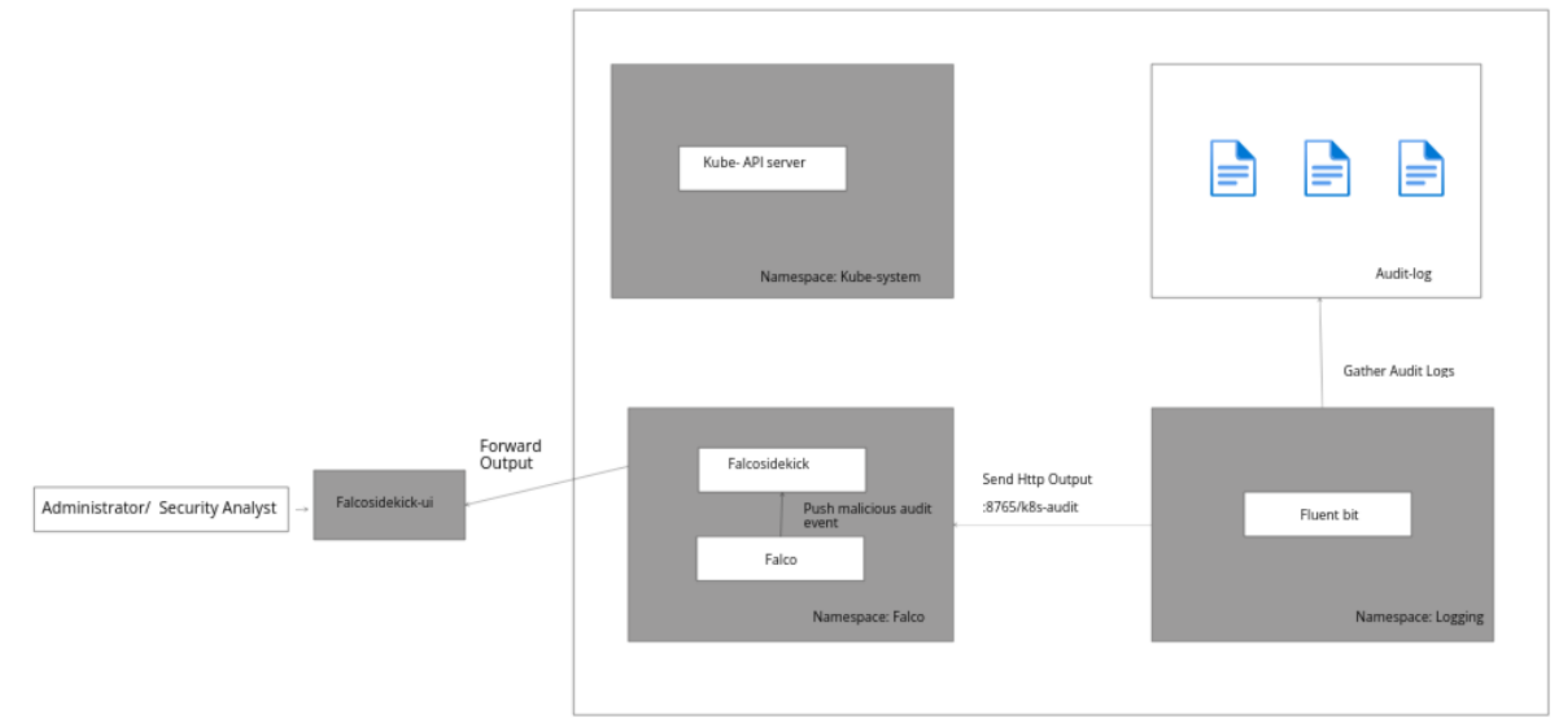 Kube- API server
Namespace: Kube-system
Audit-log
Gather Audit Logs
Forward
Output
Administrator/ Security Analyst
Falcosidekick-ui
Falcosidekick
Push malicious audit
event
Falco
Namespace: Falco
Send Http Output
:8765/k8s-audit
Fluent bit
Namespace: Logging